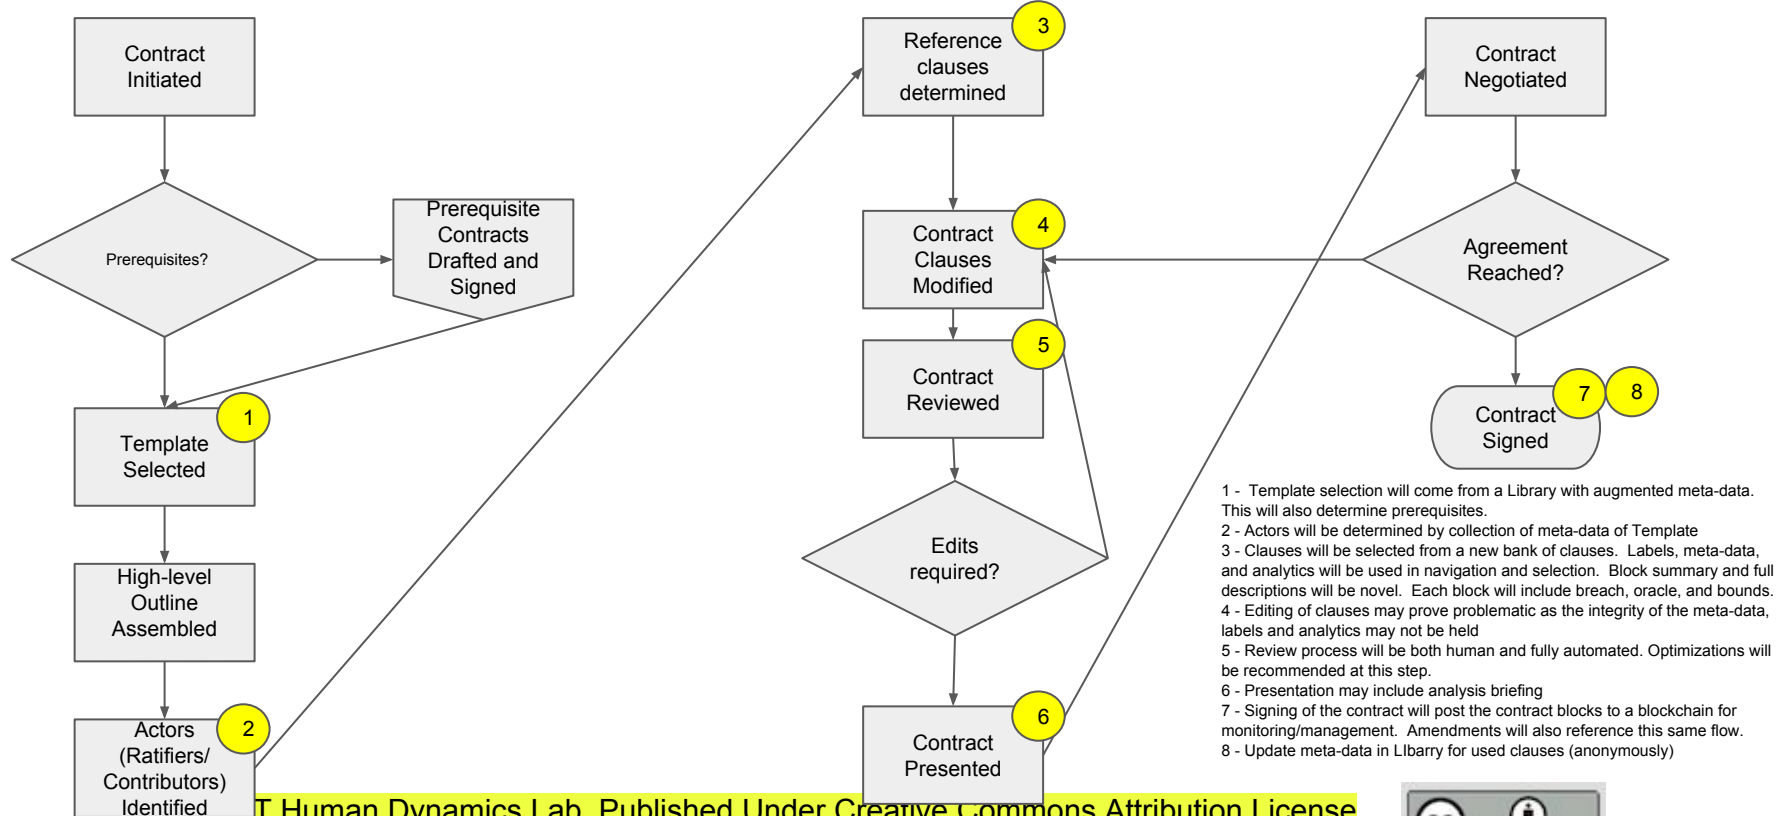 Contract
Initiated
Prerequisites?
Prerequisite
Contracts
Drafted and
Signed
1
Template
Selected
High-level
Outline
Assembled
2
Actors
(Ratifiers/
Contributors)
Identified
3
Reference
clauses
determined
4
Contract
Clauses
Modified
5
Contract
Reviewed
Edits
required?
6
Contract
Presented
Contract
Negotiated
Agreement
Reached?
7
8
Contract
Signed
1 -  Template selection will come from a Library with augmented meta-data.
This will also determine prerequisites.
2 - Actors will be determined by collection of meta-data of Template
3 - Clauses will be selected from a new bank of clauses.  Labels, meta-data,
and analytics will be used in navigation and selection.  Block summary and full
descriptions will be novel.  Each block will include breach, oracle, and bounds.
4 - Editing of clauses may prove problematic as the integrity of the meta-data,
labels and analytics may not be held
5 - Review process will be both human and fully automated. Optimizations will
be recommended at this step.
6 - Presentation may include analysis briefing
7 - Signing of the contract will post the contract blocks to a blockchain for
monitoring/management.  Amendments will also reference this same flow.
8 - Update meta-data in LIbarry for used clauses (anonymously)
T Human Dynamics Lab. Published Under Creative Commons Attribution License